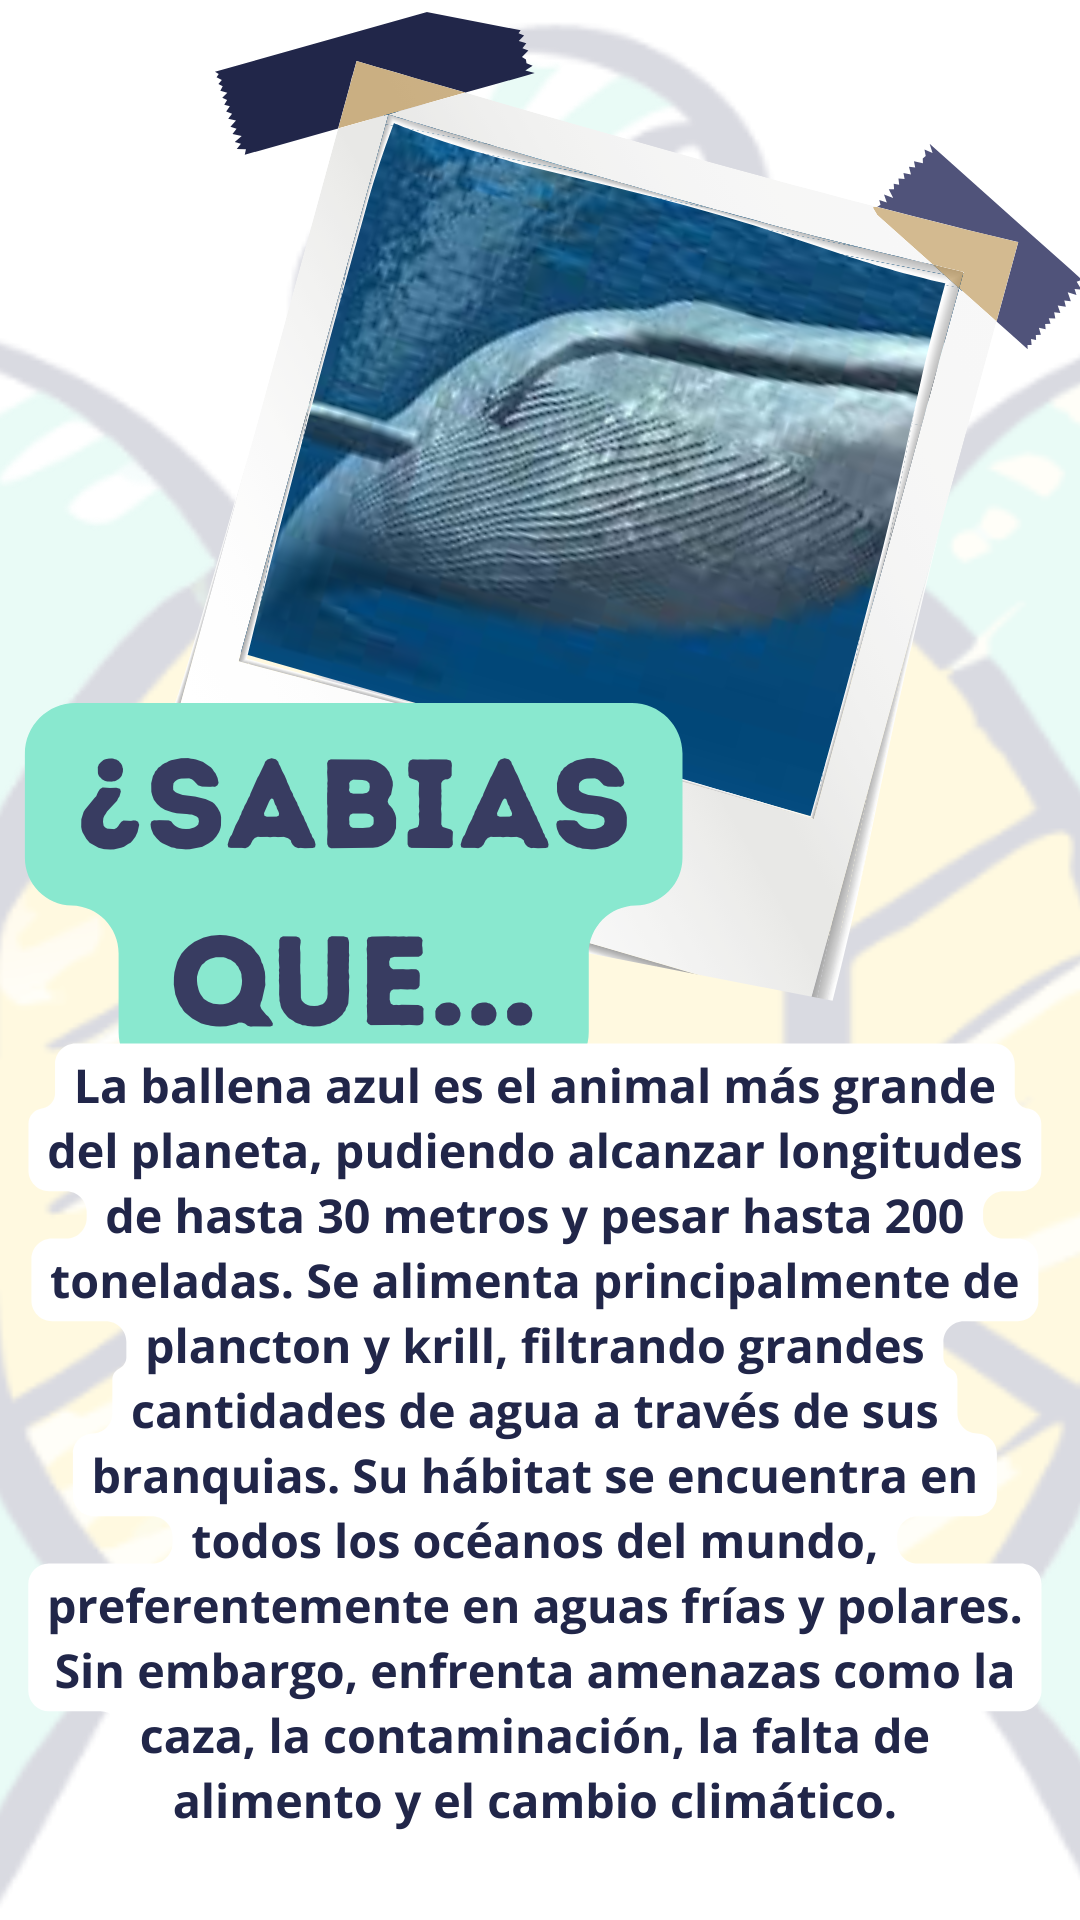 ¿SABIAS
QUE...
La ballena azul es el animal más grande
del planeta, pudiendo alcanzar longitudes
de hasta 30 metros y pesar hasta 200
toneladas. Se alimenta principalmente de
plancton y krill, filtrando grandes
cantidades de agua a través de sus
branquias. Su hábitat se encuentra en
todos los océanos del mundo,
preferentemente en aguas frías y polares.
Sin embargo, enfrenta amenazas como la
caza, la contaminación, la falta de
alimento y el cambio climático.